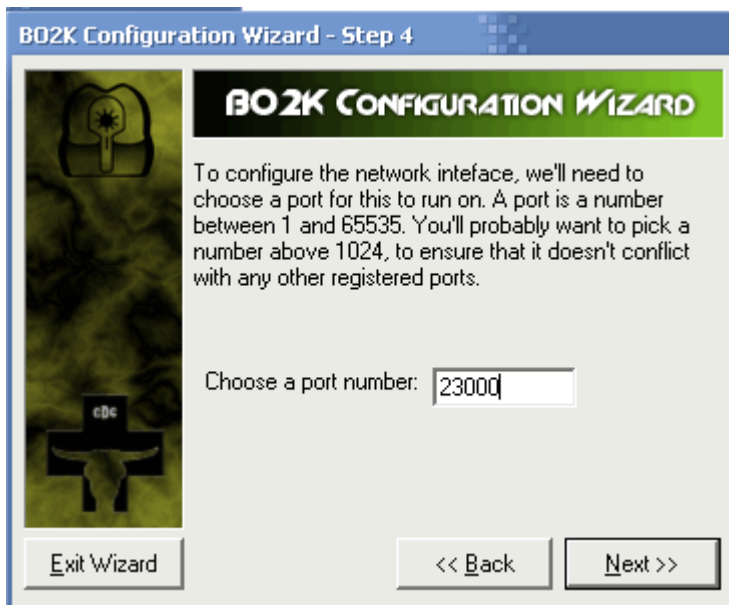 BO2K Configuration Wizard - Step 4
BO2K CONFIGURATION WIZARD
To configure the network inteface, we'll need to
choose a port for this to run on. A port is a number
between 1 and 65535. You'll probably want to pick a
number above 1024, to ensure that it doesn't conflict
with any other registered ports.
Choose a port number: 23000
cDc
Exit Wizard << Back Next >>